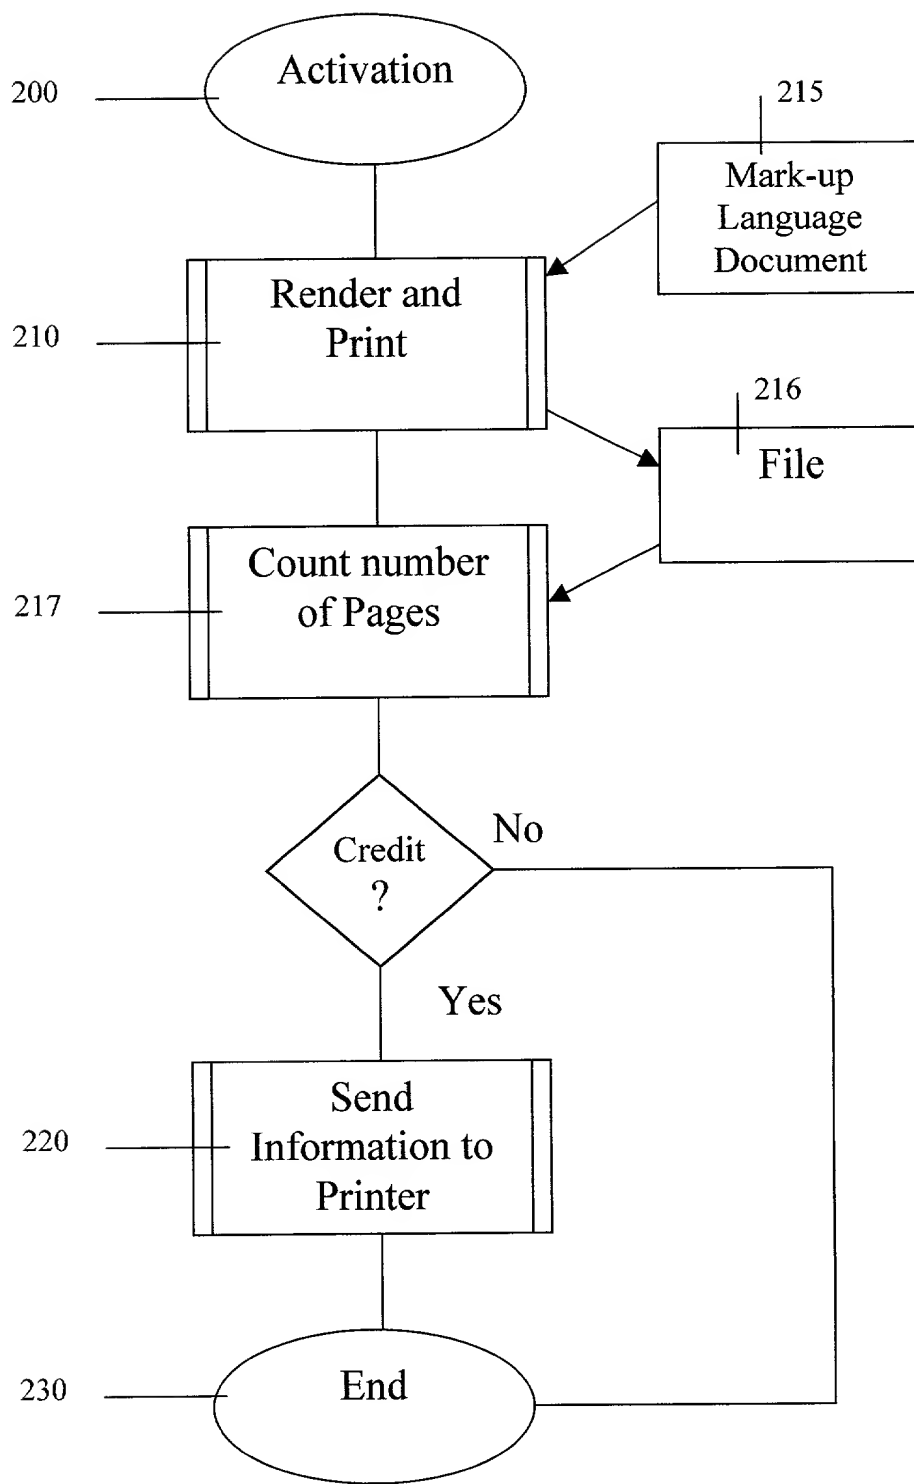 Activation
200
215
Mark-up
Language
Document
Render and
Print
210
216
File
Count number
of Pages
217
No
Credit
?
Yes
Send
Information to
Printer
220
End
230